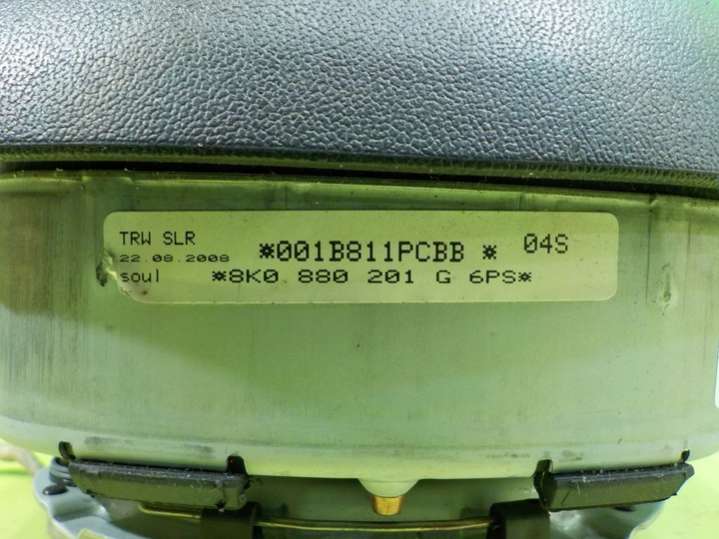 TRW SLR *001B811PCBB * 04S
22.08.2008
soul *8K0 880 201 G 6PS*